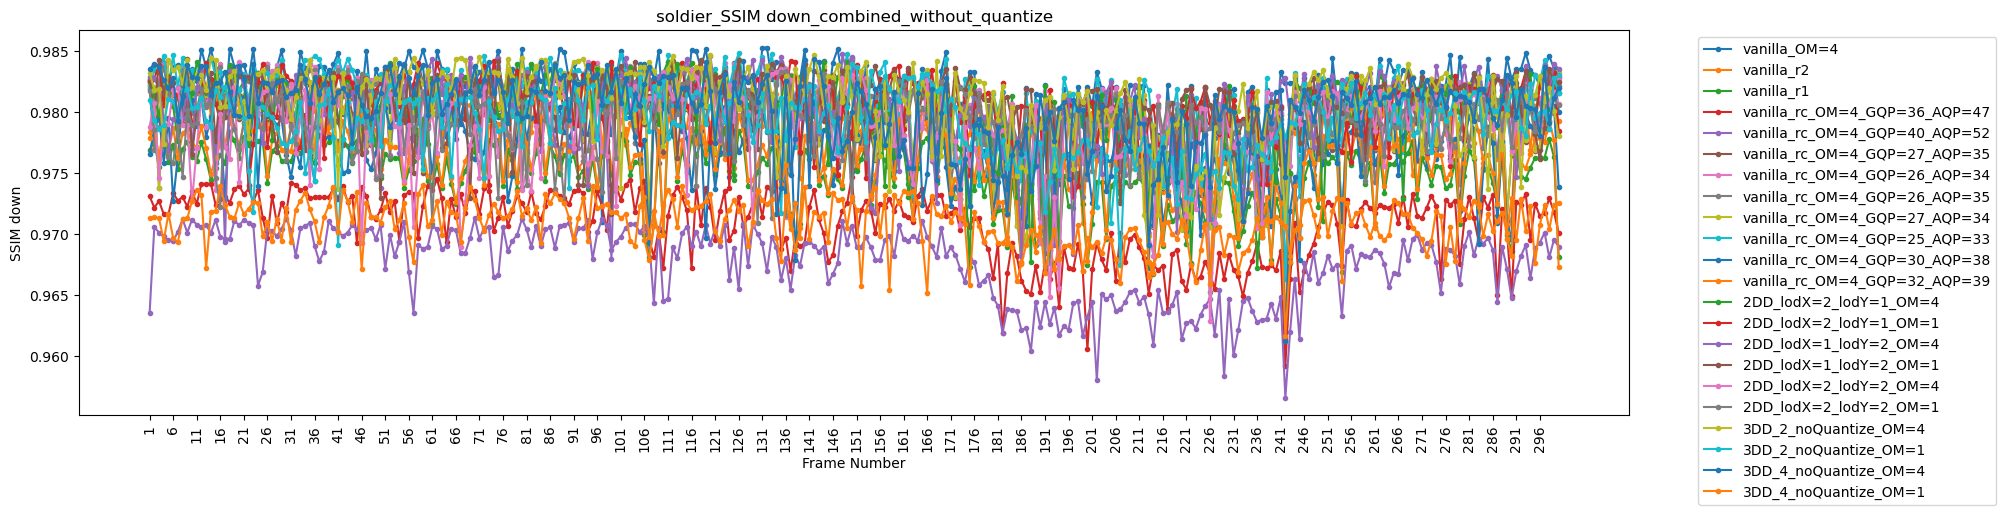 soldier_SSIM down_combined_without_quantize
SSIM down
0.985
0.980
0.975
0.970
0.965
0.960
1 6 11 16 21 26 31 36 41 46 51 56 61 66 71 76 81 86 91 96 101 106 111 116 121 126 131 136 141 146 151 156 161 166 171 176 181 186 191 196 201 206 211 216 221 226 231 236 241 246 251 256 261 266 271 276 281 286 291 296
Frame Number
vanilla_OM=4
vanilla_r2
vanilla_r1
vanilla_rc_OM=4_GQP=36_AQP=47
vanilla_rc_OM=4_GQP=40_AQP=52
vanilla_rc_OM=4_GQP=27_AQP=35
vanilla_rc_OM=4_GQP=26_AQP=34
vanilla_rc_OM=4_GQP=26_AQP=35
vanilla_rc_OM=4_GQP=27_AQP=34
vanilla_rc_OM=4_GQP=25_AQP=33
vanilla_rc_OM=4_GQP=30_AQP=38
vanilla_rc_OM=4_GQP=32_AQP=39
2DD_lodX=2_lodY=1_OM=4
2DD_lodX=2_lodY=1_OM=1
2DD_lodX=1_lodY=2_OM=4
2DD_lodX=1_lodY=2_OM=1
2DD_lodX=2_lodY=2_OM=4
2DD_lodX=2_lodY=2_OM=1
3DD_2_noQuantize_OM=4
3DD_2_noQuantize_OM=1
3DD_4_noQuantize_OM=4
3DD_4_noQuantize_OM=1